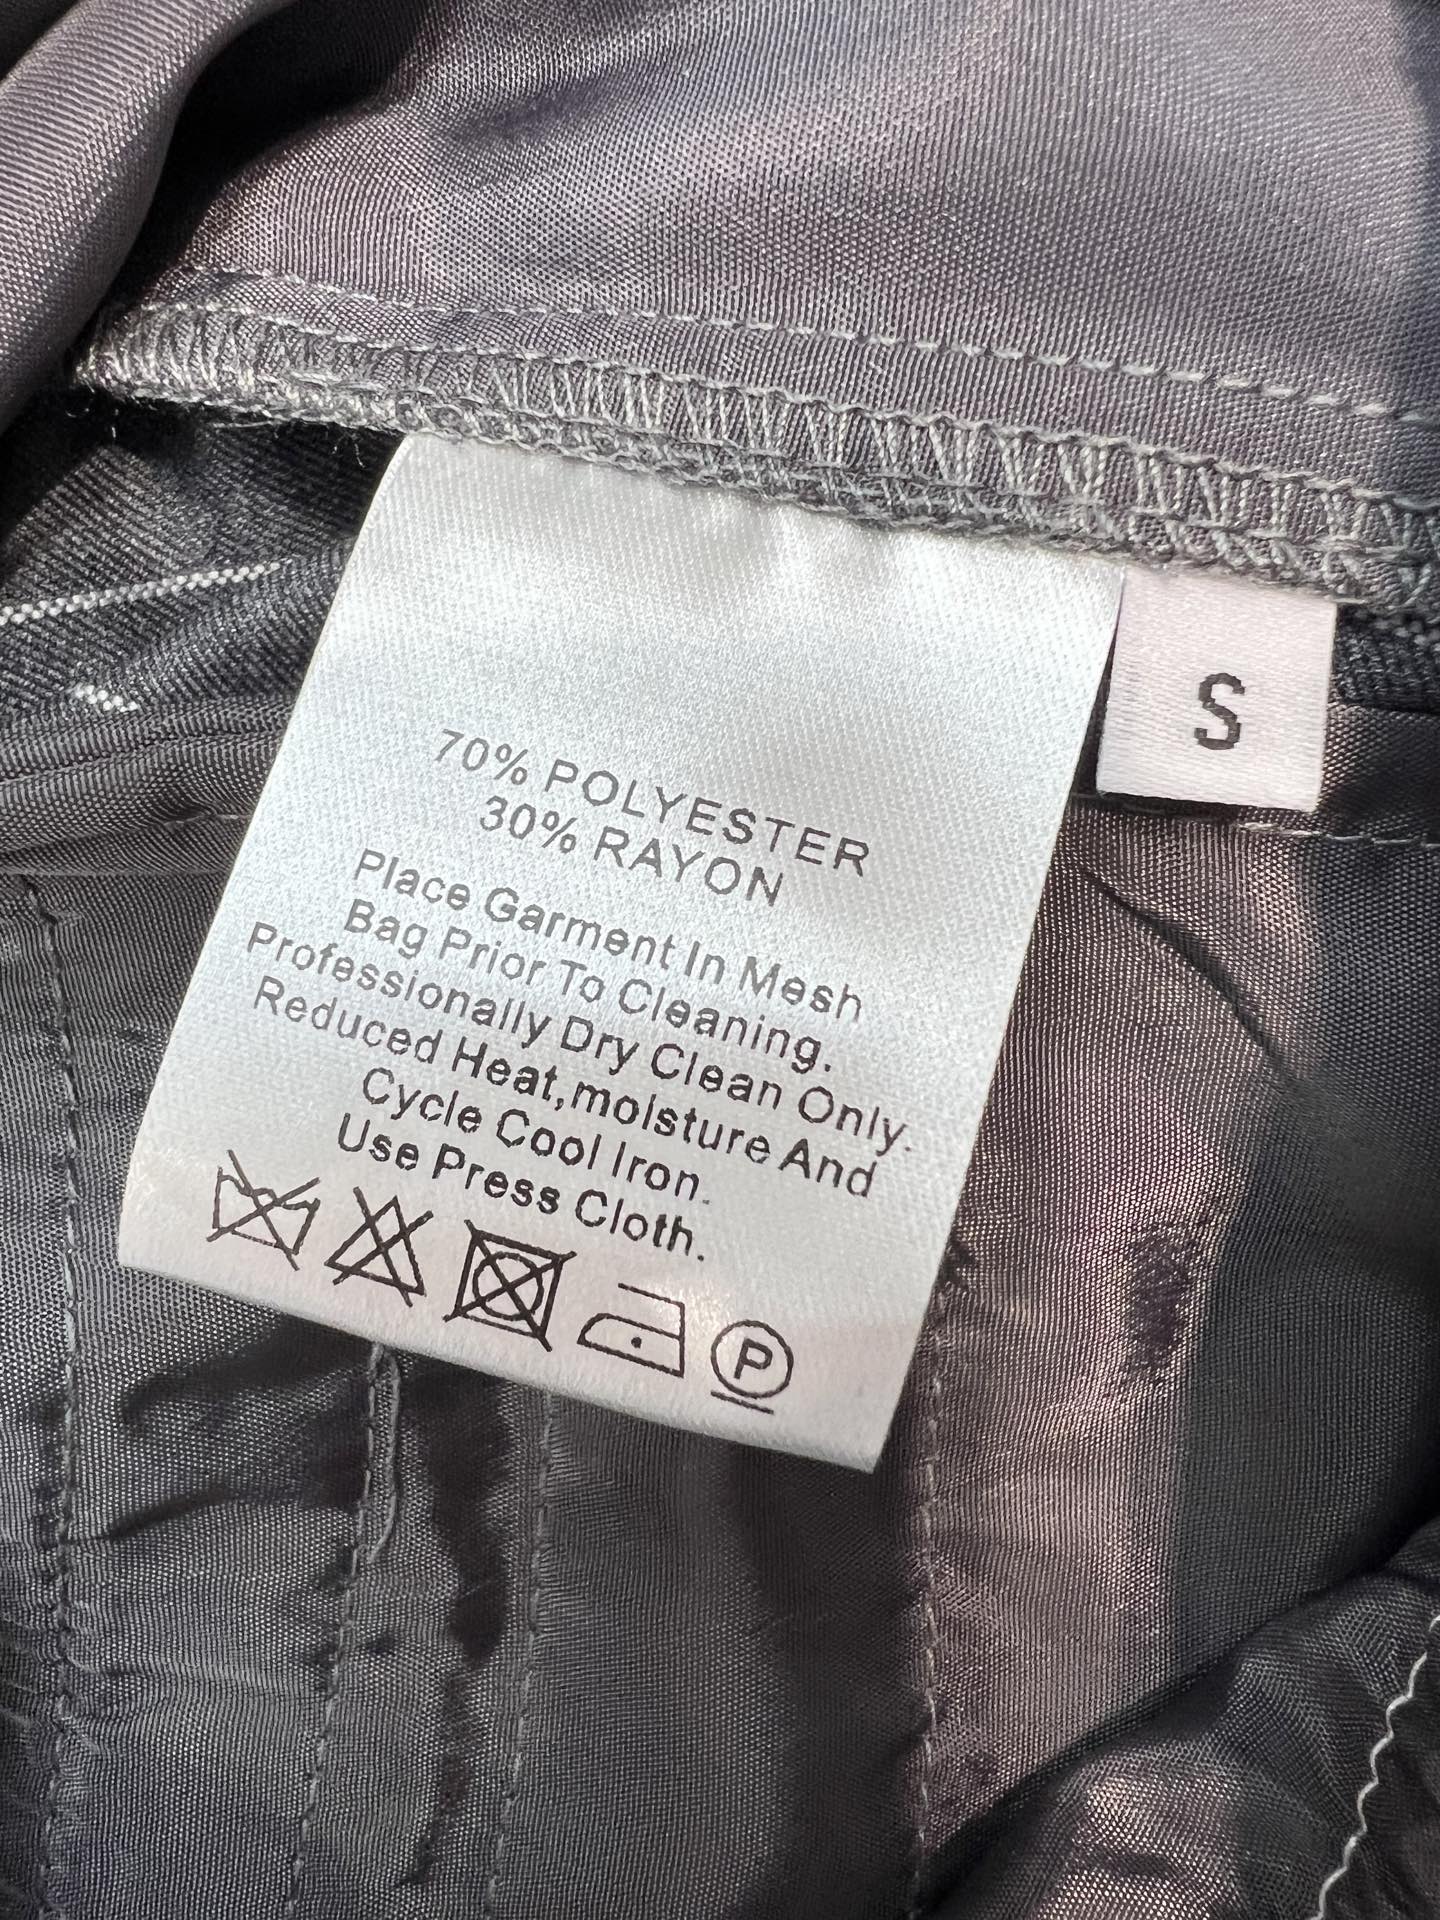 70% POLYESTER
30% RAYON
Place Garment In Mesh
Bag Prior To Cleaning.
Professionally Dry Clean Only.
Reduced Heat,moisture And
Cycle Cool Iron.
Use Press Cloth.
P
S